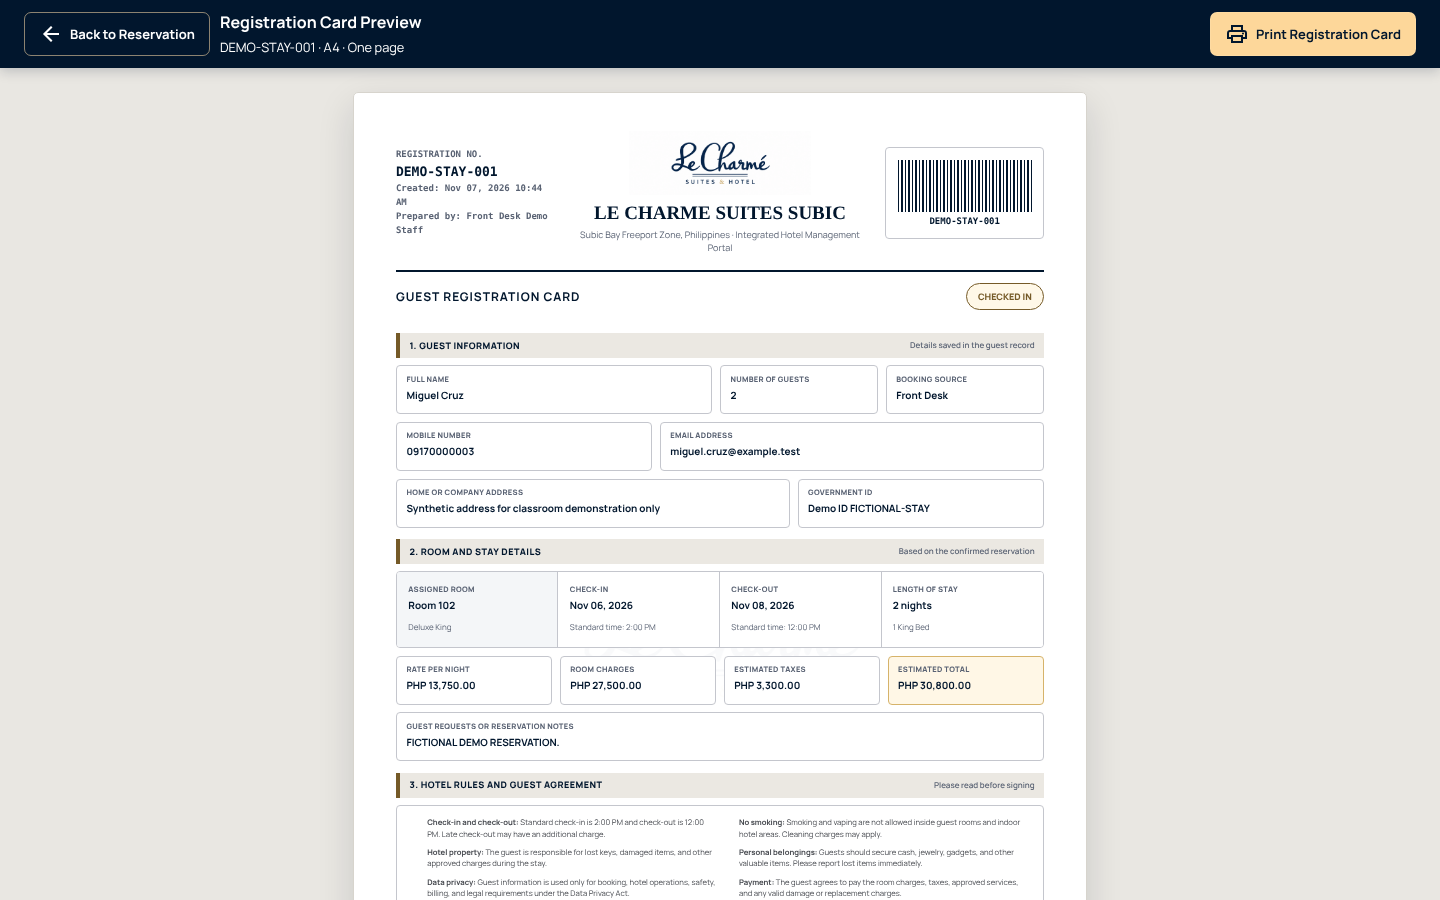 Back to Reservation
Registration Card Preview
DEMO-STAY-001 · A4 · One page
Print Registration Card
REGISTRATION NO.
DEMO-STAY-001
Created: Nov 07, 2026 10:44
AM
Prepared by: Front Desk Demo
Staff
Le Charmé
SUITES & HOTEL
LE CHARME SUITES SUBIC
Subic Bay Freeport Zone, Philippines · Integrated Hotel Management
Portal
DEMO-STAY-001
GUEST REGISTRATION CARD
CHECKED IN
1. GUEST INFORMATION
Details saved in the guest record
FULL NAME
Miguel Cruz
NUMBER OF GUESTS
2
BOOKING SOURCE
Front Desk
MOBILE NUMBER
09170000003
EMAIL ADDRESS
miguel.cruz@example.test
HOME OR COMPANY ADDRESS
Synthetic address for classroom demonstration only
GOVERNMENT ID
Demo ID FICTIONAL-STAY
2. ROOM AND STAY DETAILS
Based on the confirmed reservation
ASSIGNED ROOM
Room 102
Deluxe King
CHECK-IN
Nov 06, 2026
Standard time: 2:00 PM
CHECK-OUT
Nov 08, 2026
Standard time: 12:00 PM
LENGTH OF STAY
2 nights
1 King Bed
RATE PER NIGHT
PHP 13,750.00
ROOM CHARGES
PHP 27,500.00
ESTIMATED TAXES
PHP 3,300.00
ESTIMATED TOTAL
PHP 30,800.00
GUEST REQUESTS OR RESERVATION NOTES
FICTIONAL DEMO RESERVATION.
3. HOTEL RULES AND GUEST AGREEMENT
Please read before signing
Check-in and check-out: Standard check-in is 2:00 PM and check-out is 12:00
PM. Late check-out may have an additional charge.
Hotel property: The guest is responsible for lost keys, damaged items, and other
approved charges during the stay.
Data privacy: Guest information is used only for booking, hotel operations, safety,
billing, and legal requirements under the Data Privacy Act.
No smoking: Smoking and vaping are not allowed inside guest rooms and indoor
hotel areas. Cleaning charges may apply.
Personal belongings: Guests should secure cash, jewelry, gadgets, and other
valuable items. Please report lost items immediately.
Payment: The guest agrees to pay the room charges, taxes, approved services,
and any valid damage or replacement charges.